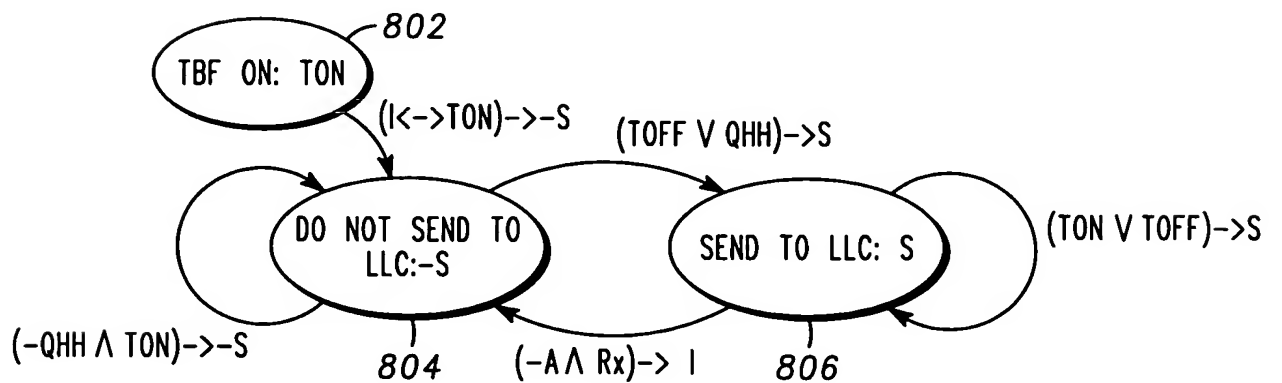 802
TBF ON: TON
(I<->TON)->-S
(TOFF V QHH)->S
DO NOT SEND TO
LLC:-S
SEND TO LLC: S
(TON V TOFF)->S
(-QHH Λ TON)->-S
804
(-A Λ Rx)-> I
806